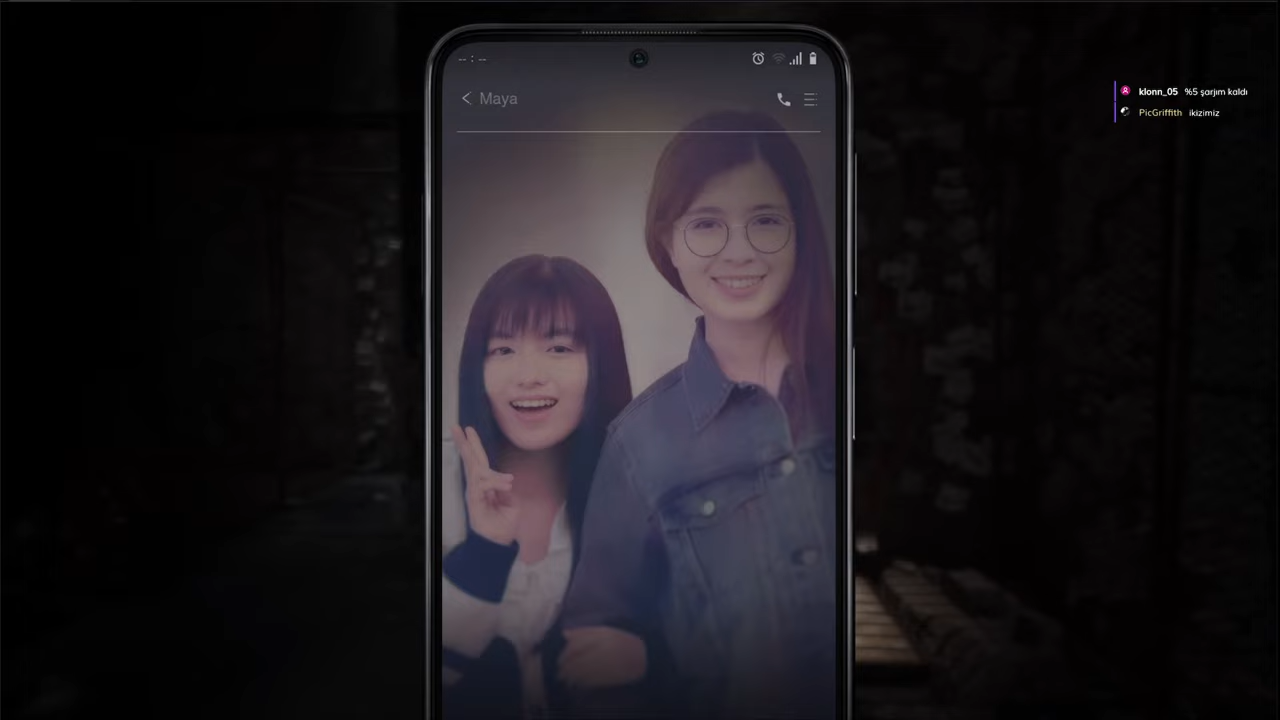 -- : --
Maya
klonn_05 %5 şarjım kaldı
PicGriffith ikizimiz